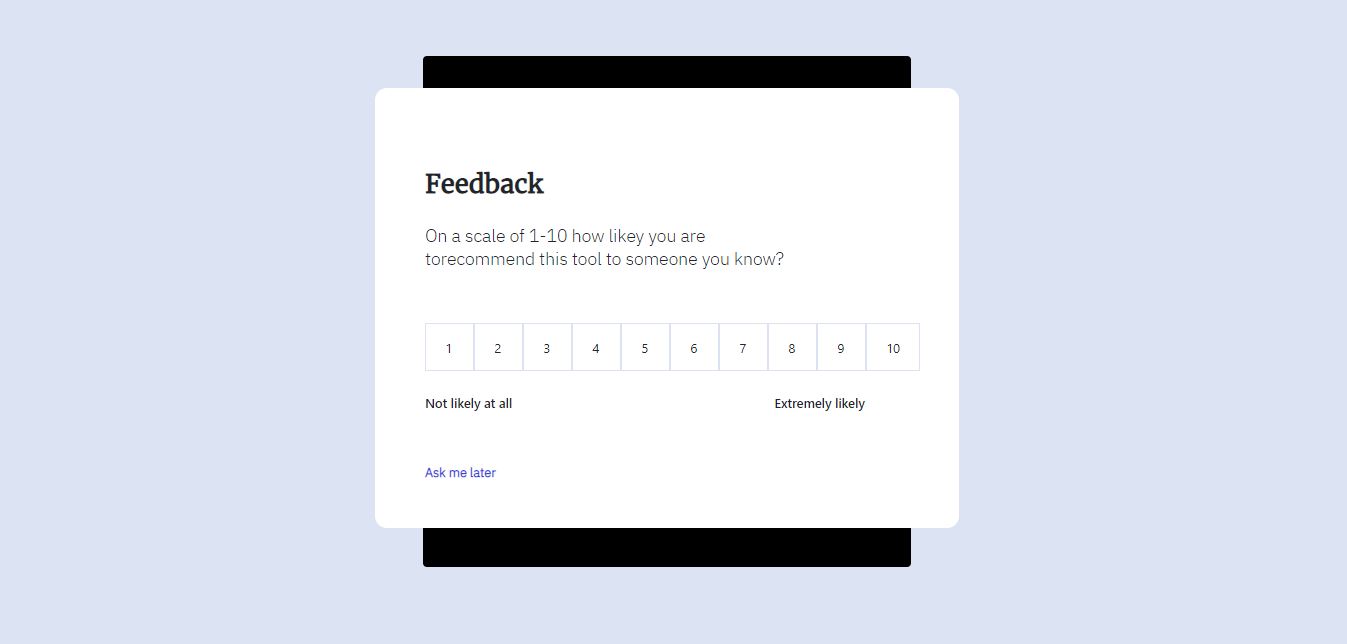 Feedback
On a scale of 1-10 how likey you are
torecommend this tool to someone you know?
1 2 3 4 5 6 7 8 9 10
Not likely at all Extremely likely
Ask me later